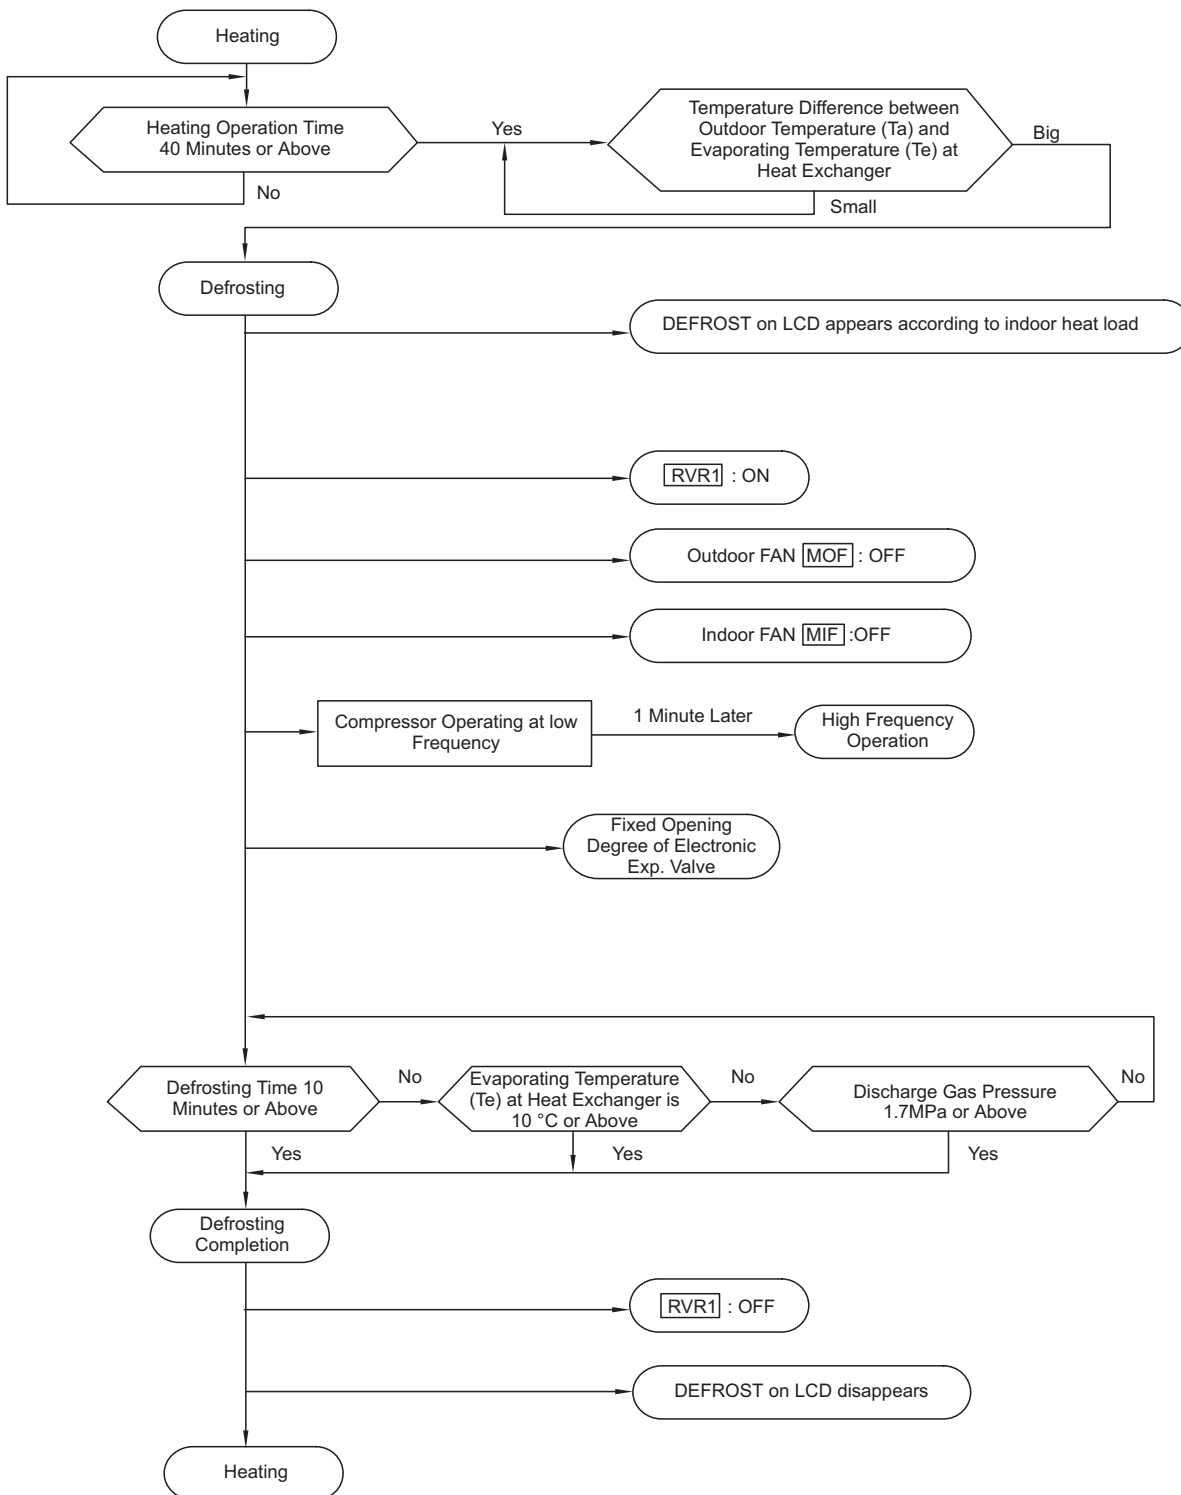 Heating
Heating Operation Time
40 Minutes or Above
Yes
No
Temperature Difference between
Outdoor Temperature (Ta) and
Evaporating Temperature (Te) at
Heat Exchanger
Big
Small
Defrosting
DEFROST on LCD appears according to indoor heat load
RVR1 : ON
Outdoor FAN MOF : OFF
Indoor FAN MIF :OFF
Compressor Operating at low
Frequency
1 Minute Later
High Frequency
Operation
Fixed Opening
Degree of Electronic
Exp. Valve
Defrosting Time 10
Minutes or Above
No
Yes
Evaporating Temperature
(Te) at Heat Exchanger is
10 °C or Above
No
Yes
Discharge Gas Pressure
1.7MPa or Above
No
Yes
Defrosting
Completion
RVR1 : OFF
DEFROST on LCD disappears
Heating